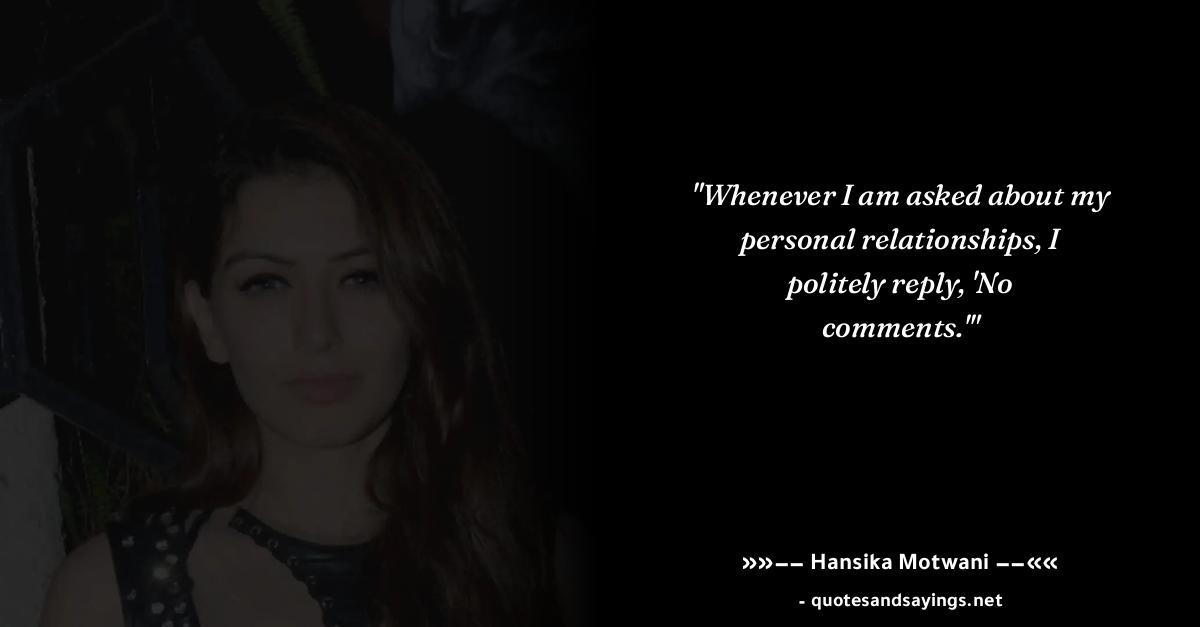 "Whenever I am asked about my
personal relationships, I
politely reply, 'No
comments.'"
»»−− Hansika Motwani −−««
- quotesandsayings.net